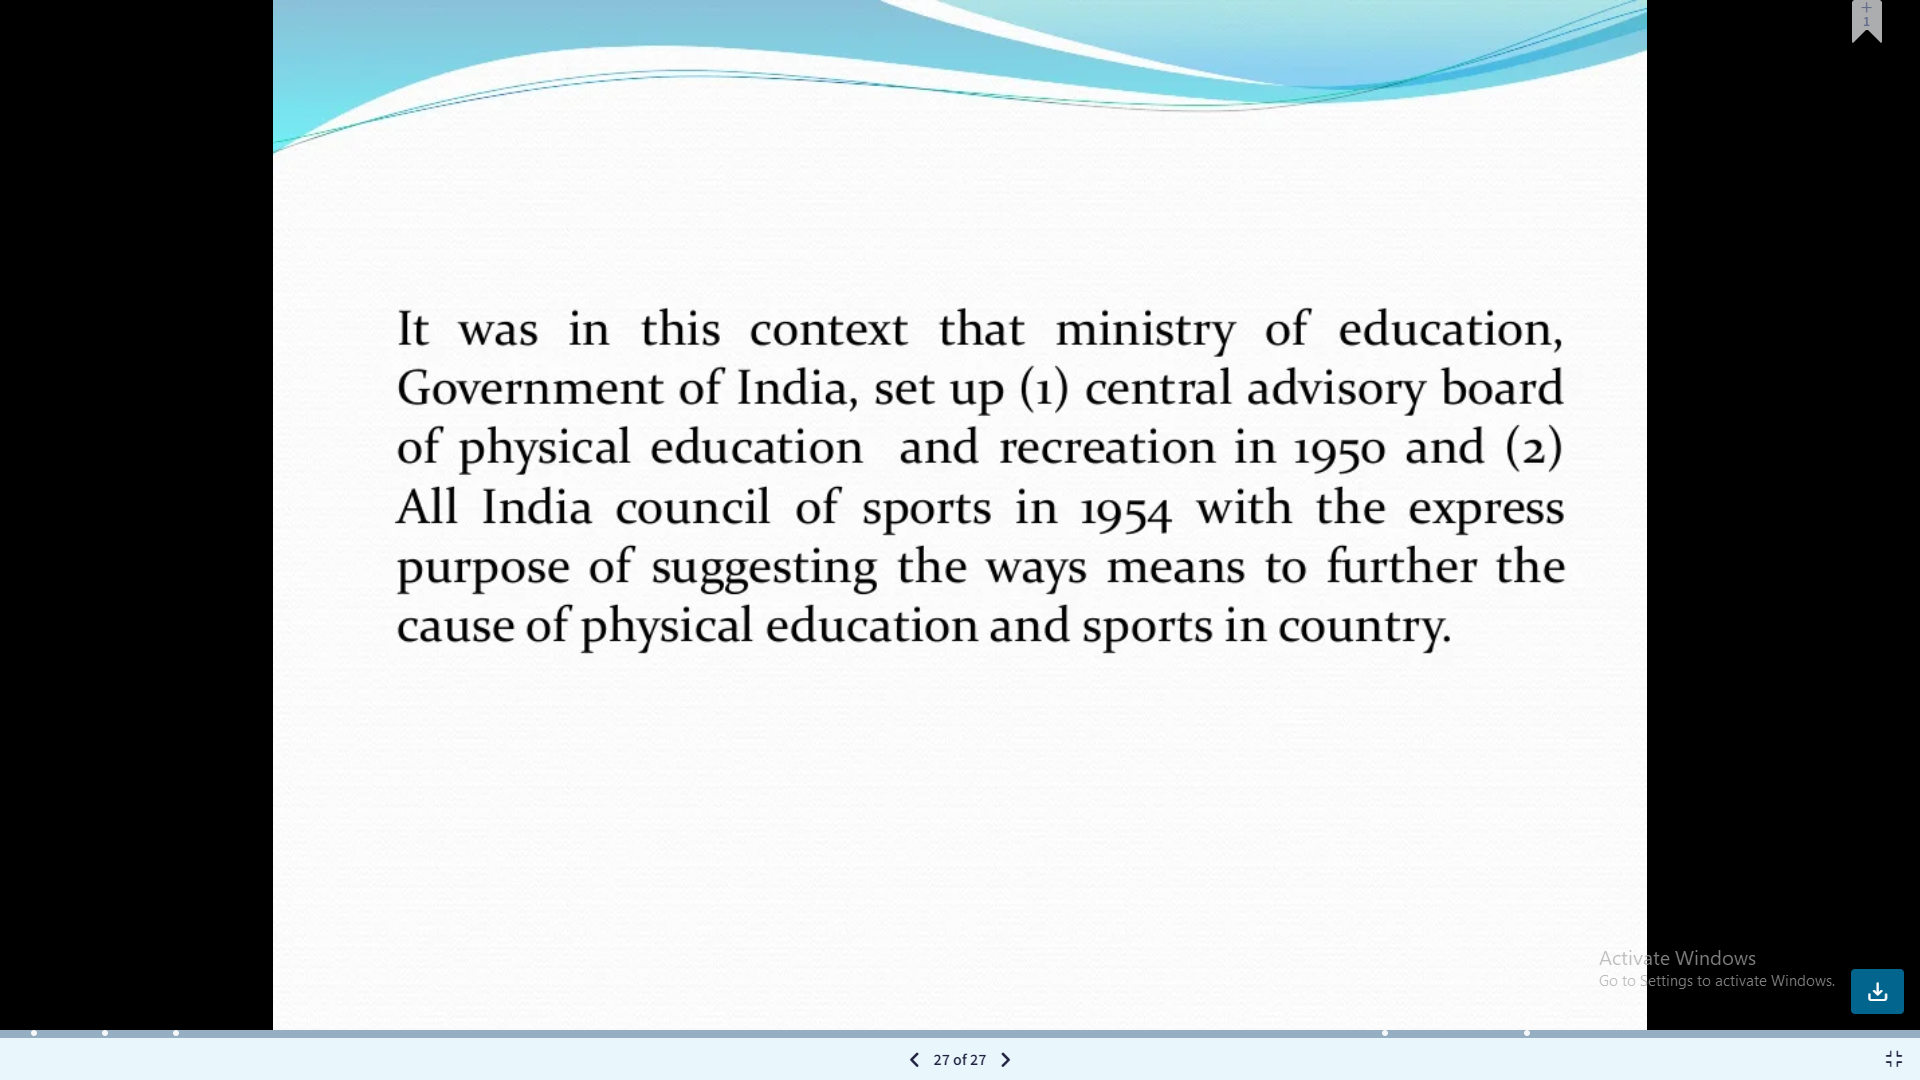 +
1
It was in this context that ministry of education,
Government of India, set up (1) central advisory board
of physical education and recreation in 1950 and (2)
All India council of sports in 1954 with the express
purpose of suggesting the ways means to further the
cause of physical education and sports in country.
Activate Windows
Go to Settings to activate Windows.
27 of 27